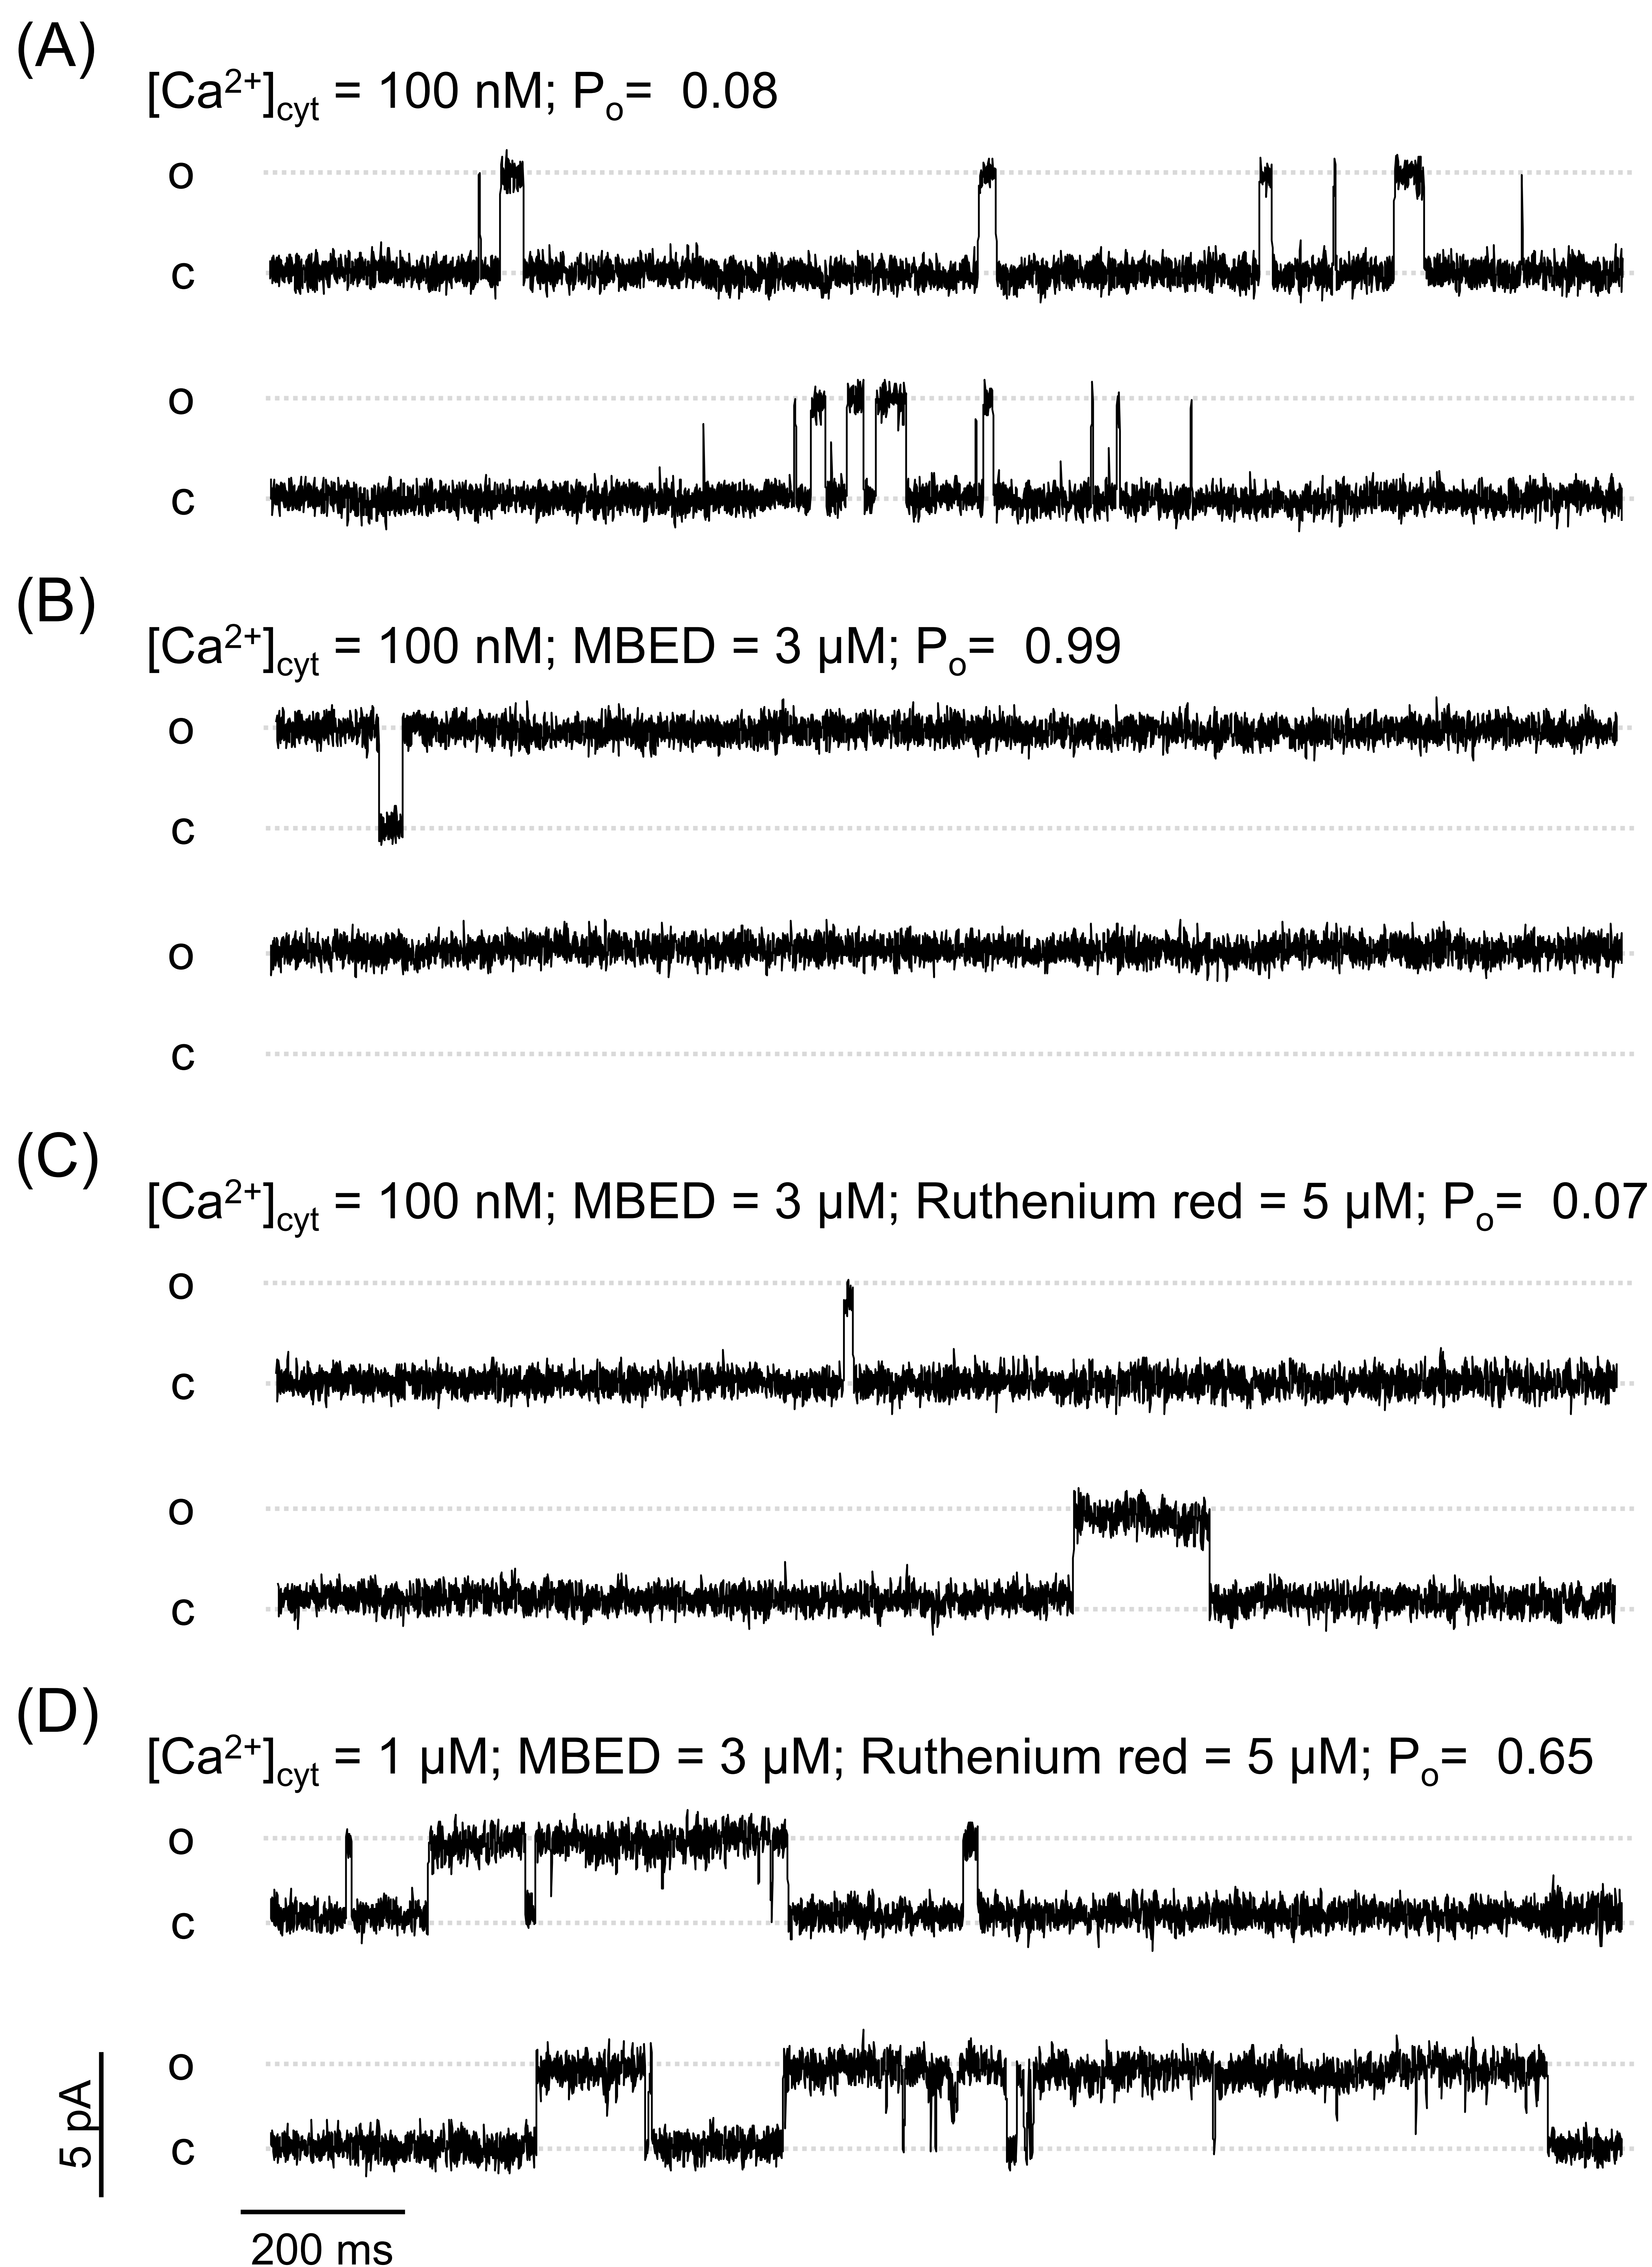 (A)
[Ca2+]cyt = 100 nM; Po= 0.08
o
c
o
c
(B)
[Ca2+]cyt = 100 nM; MBED = 3 µM; Po= 0.99
o
c
o
c
(C)
[Ca2+]cyt = 100 nM; MBED = 3 µM; Ruthenium red = 5 µM; Po= 0.07
o
c
o
c
(D)
[Ca2+]cyt = 1 µM; MBED = 3 µM; Ruthenium red = 5 µM; Po= 0.65
o
c
o
c
5 pA
200 ms